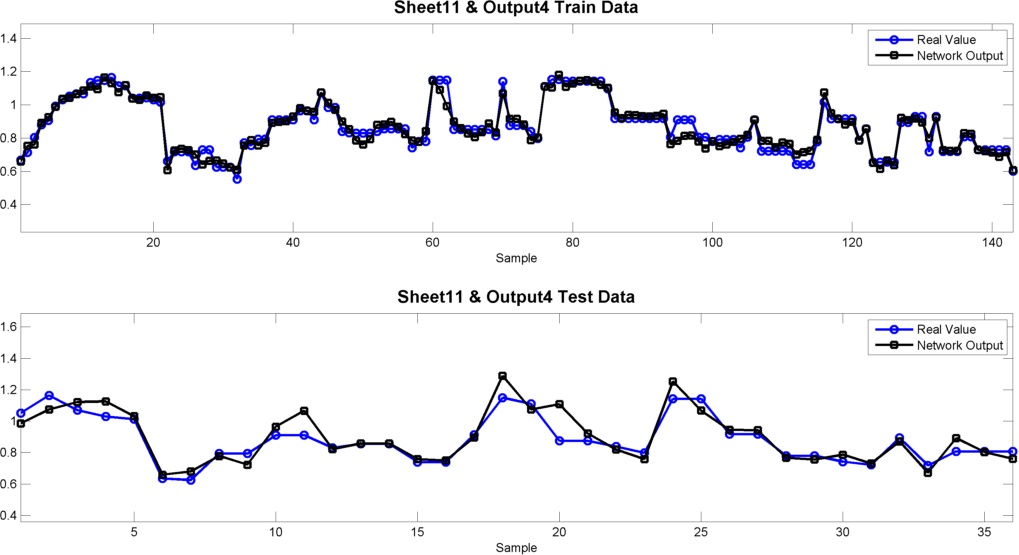 Sheet11 & Output4 Train Data
1.4
1.2
1
0.8
0.6
0.4
Real Value
Network Output
20 40 60 80 100 120 140
Sample
Sheet11 & Output4 Test Data
1.6
1.4
1.2
1
0.8
0.6
0.4
Real Value
Network Output
5 10 15 20 25 30 35
Sample